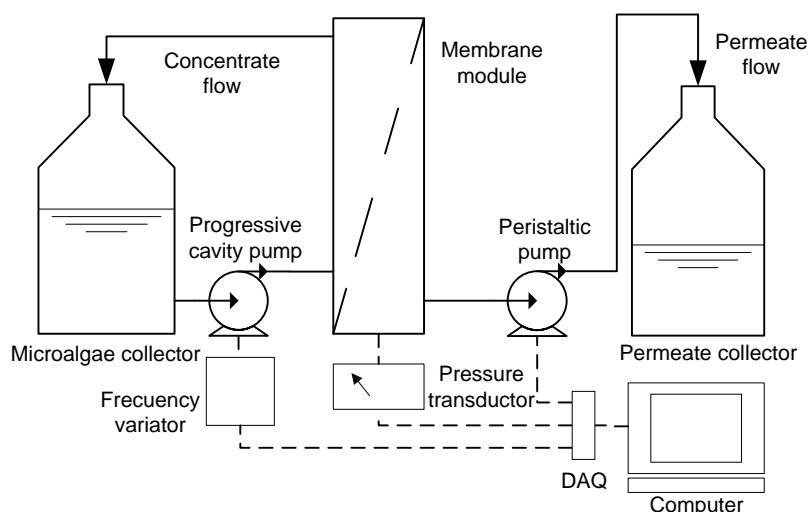 Concentrate
flow
Membrane
module
Permeate
flow
Progressive
cavity pump
Peristaltic
pump
Microalgae collector
Permeate collector
Frecuency
variator
Pressure
transductor
DAQ
Computer